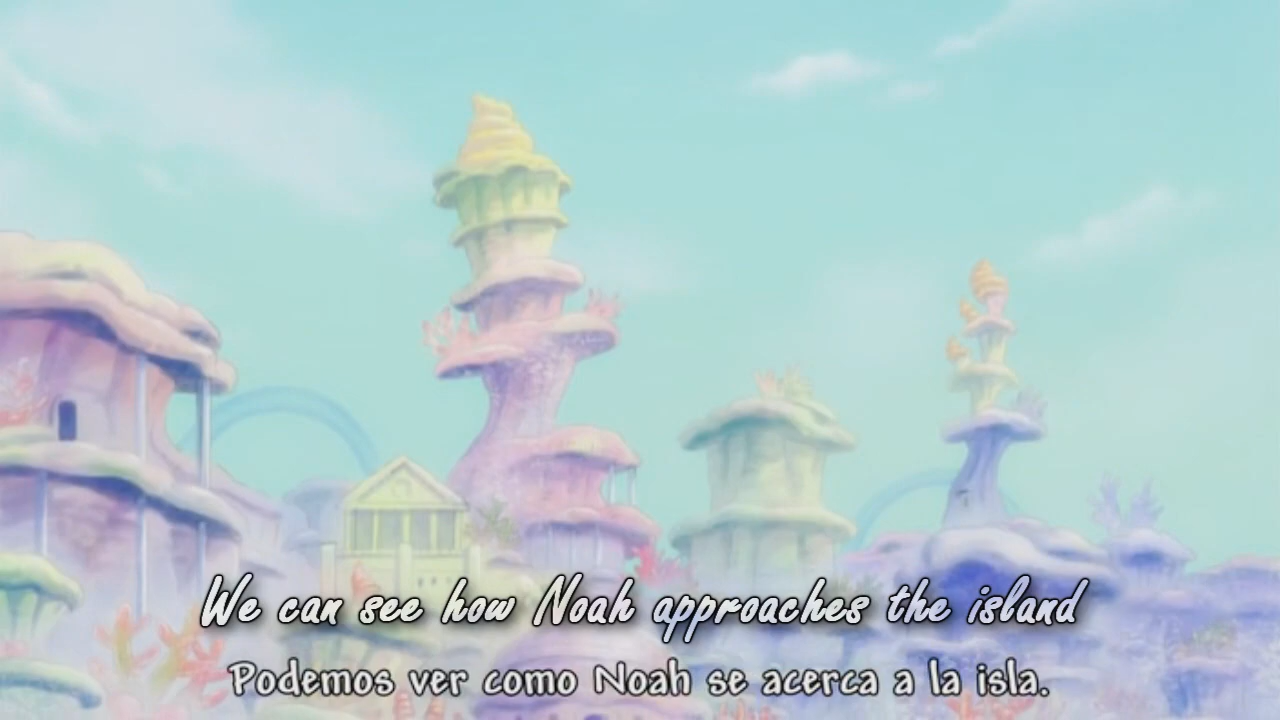 We can see how Noah approaches the island
Podemos ver como Noah se acerca a la isla.